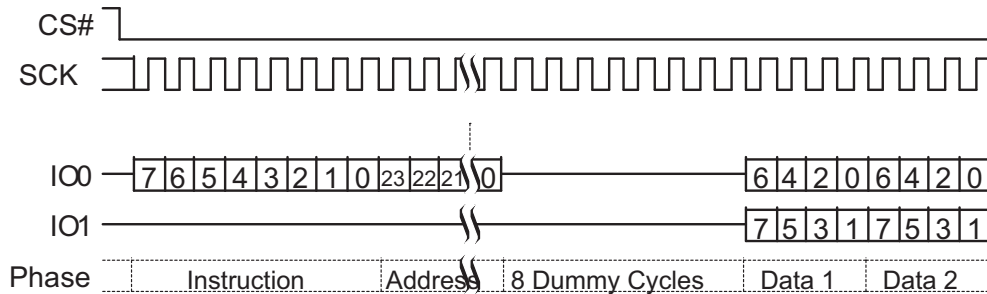 CS#
SCK
IO0 7 6 5 4 3 2 1 0 23 22 21 0 6 4 2 0 6 4 2 0
IO1 7 5 3 1 7 5 3 1
Phase Instruction Address 8 Dummy Cycles Data 1 Data 2